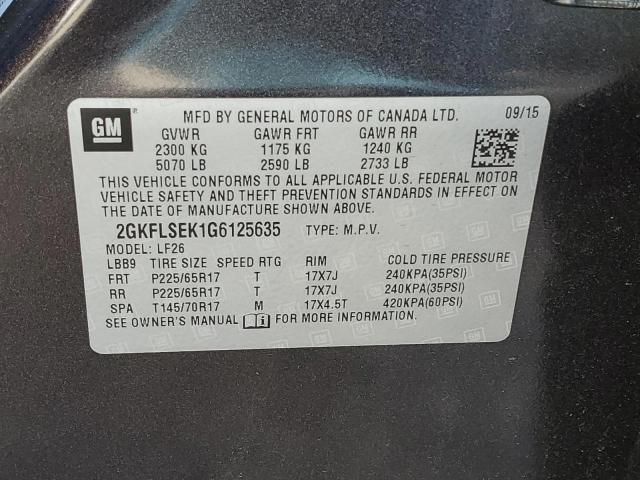 GM
MFD BY GENERAL MOTORS OF CANADA LTD. 09/15
GVWR GAWR FRT GAWR RR
2300 KG 1175 KG 1240 KG
5070 LB 2590 LB 2733 LB
THIS VEHICLE CONFORMS TO ALL APPLICABLE U.S. FEDERAL MOTOR
VEHICLE SAFETY AND THEFT PREVENTION STANDARDS IN EFFECT ON
THE DATE OF MANUFACTURE SHOWN ABOVE.
2GKFLSEK1G6125635 TYPE: M.P.V.
MODEL: LF26
LBB9 TIRE SIZE SPEED RTG RIM COLD TIRE PRESSURE
FRT P225/65R17 T 17X7J 240KPA(35PSI)
RR P225/65R17 T 17X7J 240KPA(35PSI)
SPA T145/70R17 M 17X4.5T 420KPA(60PSI)
SEE OWNER'S MANUAL FOR MORE INFORMATION.